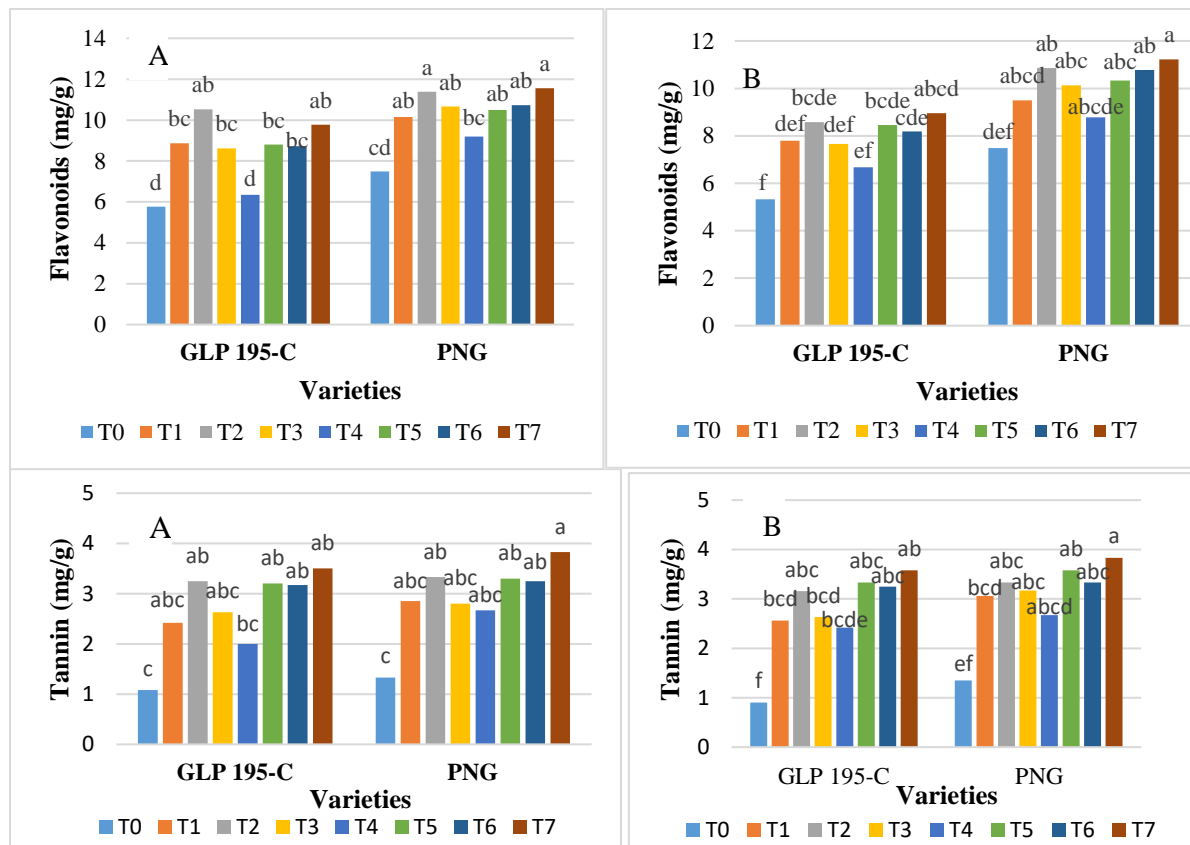 A
Flavonoids (mg/g)
14
12
10
8
6
4
2
0
d bc ab bc d bc bc ab cd ab a ab bc ab ab a
GLP 195-C PNG
Varieties
T0 T1 T2 T3 T4 T5 T6 T7
B
Flavonoids (mg/g)
12
10
8
6
4
2
0
f def bcde def ef bcde cde abcd def abcd ab abc abcde abc ab a
GLP 195-C PNG
Varieties
T0 T1 T2 T3 T4 T5 T6 T7
A
Tannin (mg/g)
5
4
3
2
1
0
c abc ab abc bc ab ab ab c abc ab abc abc ab ab a
GLP 195-C PNG
Varieties
T0 T1 T2 T3 T4 T5 T6 T7
B
Tannin (mg/g)
5
4
3
2
1
0
f bcd abc bcd bcde abc abc ab ef bcd abc abc abcd ab abc a
GLP 195-C PNG
Varieties
T0 T1 T2 T3 T4 T5 T6 T7